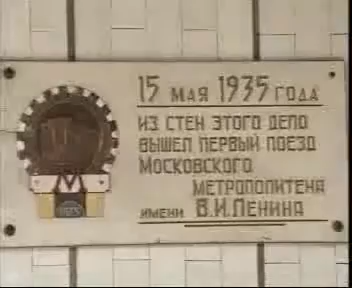 15 мая 1935 года
из стен этого депо
вышел первый поезд
Московского
метрополитена
имени В.И.Ленина